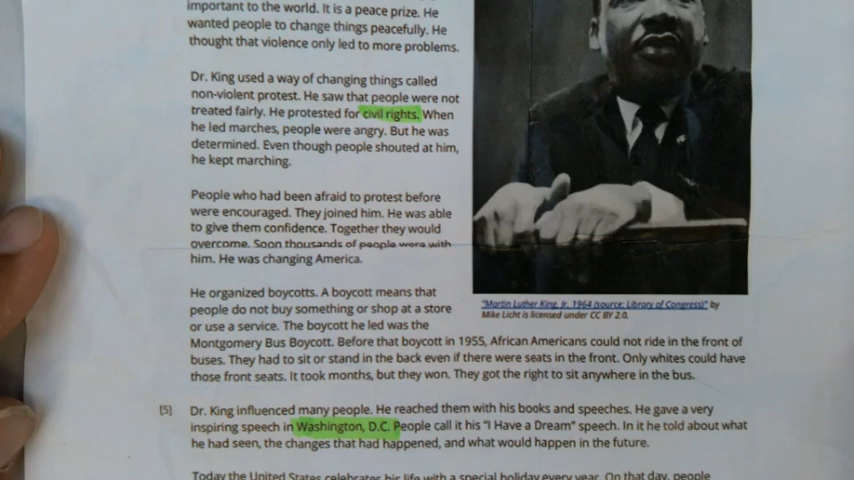 important to the world. It is a peace prize. He
wanted people to change things peacefully. He
thought that violence only led to more problems.
Dr. King used a way of changing things called
non-violent protest. He saw that people were not
treated fairly. He protested for civil rights. When
he led marches, people were angry. But he was
determined. Even though people shouted at him,
he kept marching.
People who had been afraid to protest before
were encouraged. They joined him. He was able
to give them confidence. Together they would
overcome. Soon thousands of people were with
him. He was changing America.
He organized boycotts. A boycott means that
people do not buy something or shop at a store
or use a service. The boycott he led was the
"Martin Luther King, Jr. 1964 (source: Library of Congress)" by
Mike Licht is licensed under CC BY 2.0.
Montgomery Bus Boycott. Before that boycott in 1955, African Americans could not ride in the front of
buses. They had to sit or stand in the back even if there were seats in the front. Only whites could have
those front seats. It took months, but they won. They got the right to sit anywhere in the bus.
[5] Dr. King influenced many people. He reached them with his books and speeches. He gave a very
inspiring speech in Washington, D.C. People call it his "I Have a Dream" speech. In it he told about what
he had seen, the changes that had happened, and what would happen in the future.
Today the United States celebrates his life with a special holiday every year. On that day, people